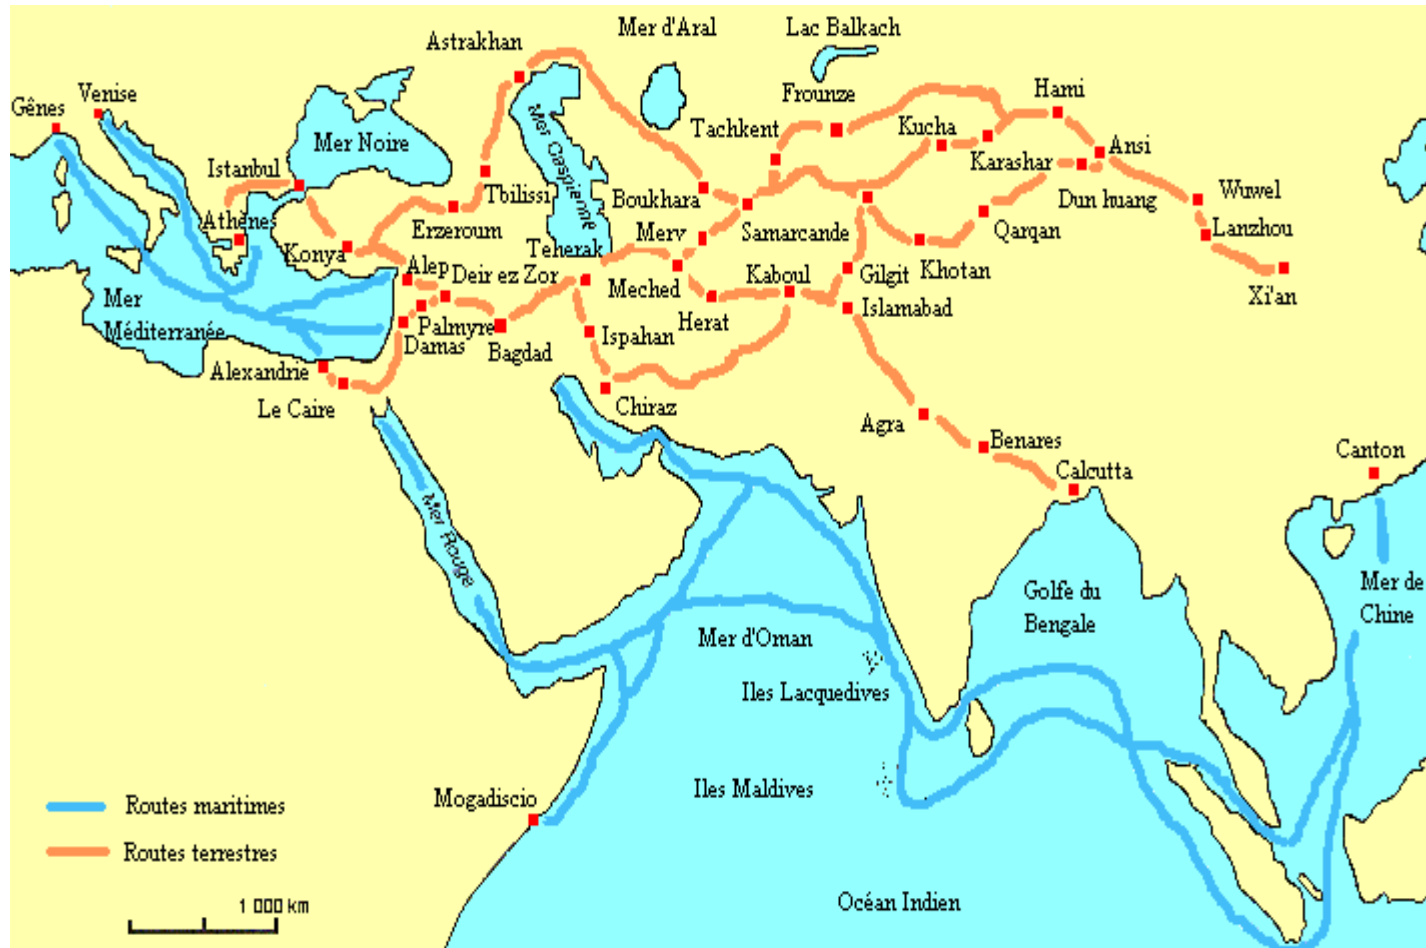 Mer d'Aral
Lac Balkach
Astrakhan
Venise
Gênes
Mer Noire
Mer Caspienne
Frounze
Hami
Tachkent
Kucha
Karashar
Ansi
Istanbul
Tbilissi
Boukhara
Dun huang
Wuwel
Athènes
Erzeroum
Merv
Samarcande
Qarqan
Lanzhou
Konya
Teherak
Alep
Deir ez Zor
Meched
Kaboul
Gilgit
Khotan
Xi'an
Mer
Méditerranée
Palmyre
Damas
Bagdad
Herat
Islamabad
Ispahan
Alexandrie
Le Caire
Chiraz
Agra
Benares
Calcutta
Canton
Mer Rouge
Golfe du
Bengale
Mer de
Chine
Mer d'Oman
Iles Lacquedives
Iles Maldives
Mogadiscio
Routes maritimes
Routes terrestres
1 000 km
Océan Indien